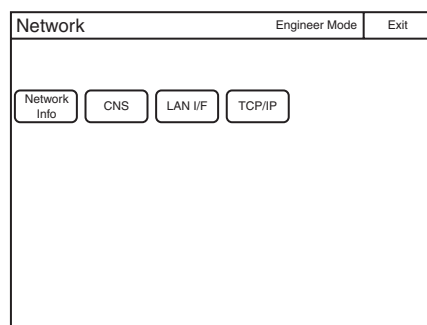 Network Engineer Mode Exit
Network
Info
CNS LAN I/F TCP/IP